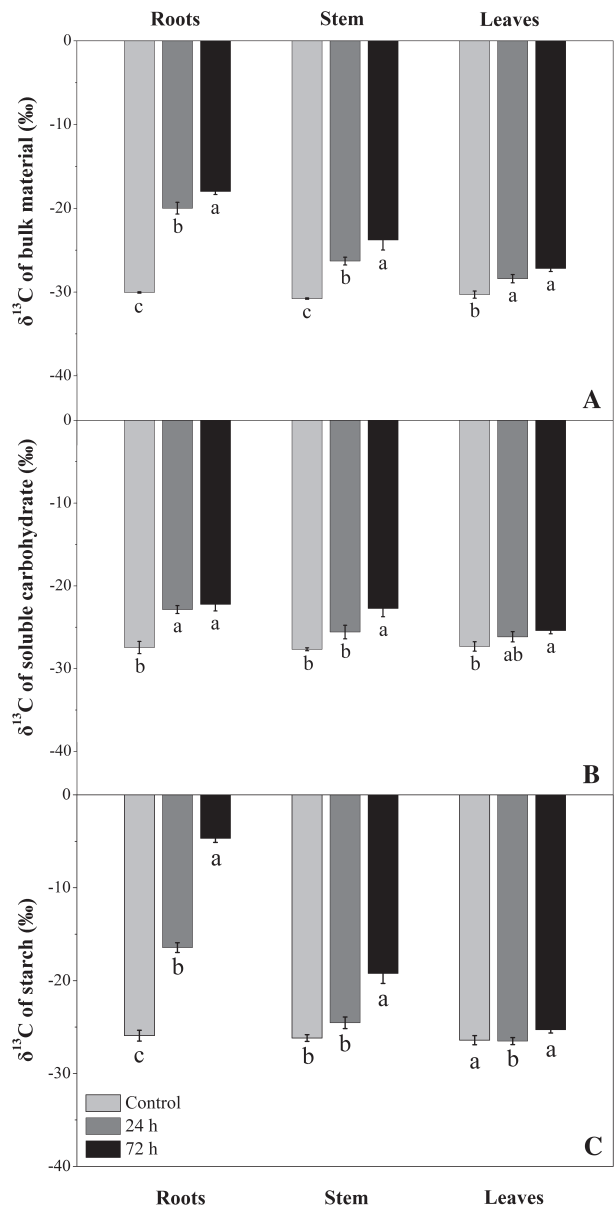 Roots Stem Leaves
0
-10
-20
-30
-40
δ¹³C of bulk material (‰)
c b a
c b a
b a a
A
0
-10
-20
-30
-40
δ¹³C of soluble carbohydrate (‰)
b a a
b b a
b ab a
B
0
-10
-20
-30
-40
δ¹³C of starch (‰)
c b a
b b a
a b a
Control
24 h
72 h
C
Roots Stem Leaves